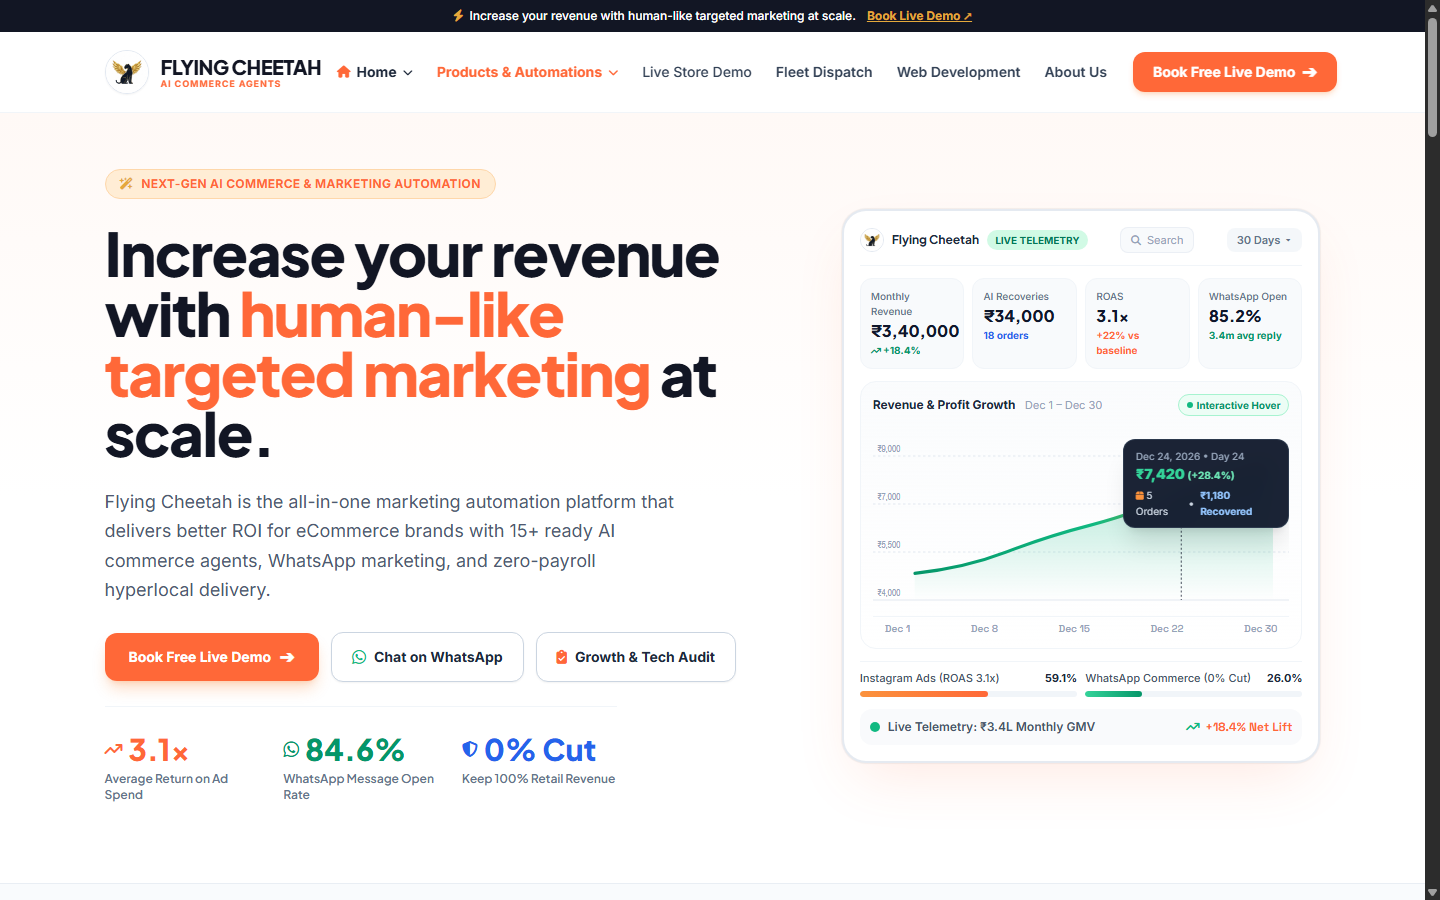 Increase your revenue with human-like targeted marketing at scale. Book Live Demo ↗
FLYING CHEETAH
AI COMMERCE AGENTS
Home
Products & Automations
Live Store Demo
Fleet Dispatch
Web Development
About Us
Book Free Live Demo →
NEXT-GEN AI COMMERCE & MARKETING AUTOMATION
Increase your revenue
with human-like
targeted marketing at
scale.
Flying Cheetah is the all-in-one marketing automation platform that
delivers better ROI for eCommerce brands with 15+ ready AI
commerce agents, WhatsApp marketing, and zero-payroll
hyperlocal delivery.
Book Free Live Demo →
Chat on WhatsApp
Growth & Tech Audit
3.1x
Average Return on Ad
Spend
84.6%
WhatsApp Message Open
Rate
0% Cut
Keep 100% Retail Revenue
Flying Cheetah
LIVE TELEMETRY
Search
30 Days
Monthly
Revenue
₹3,40,000
+18.4%
AI Recoveries
₹34,000
18 orders
ROAS
3.1x
+22% vs
baseline
WhatsApp Open
85.2%
3.4m avg reply
Revenue & Profit Growth
Dec 1 – Dec 30
Interactive Hover
₹9,000
₹7,000
₹5,500
₹4,000
Dec 24, 2026 • Day 24
₹7,420 (+28.4%)
5
Orders
•
₹1,180
Recovered
Dec 1
Dec 8
Dec 15
Dec 22
Dec 30
Instagram Ads (ROAS 3.1x)
59.1%
WhatsApp Commerce (0% Cut)
26.0%
Live Telemetry: ₹3.4L Monthly GMV
+18.4% Net Lift